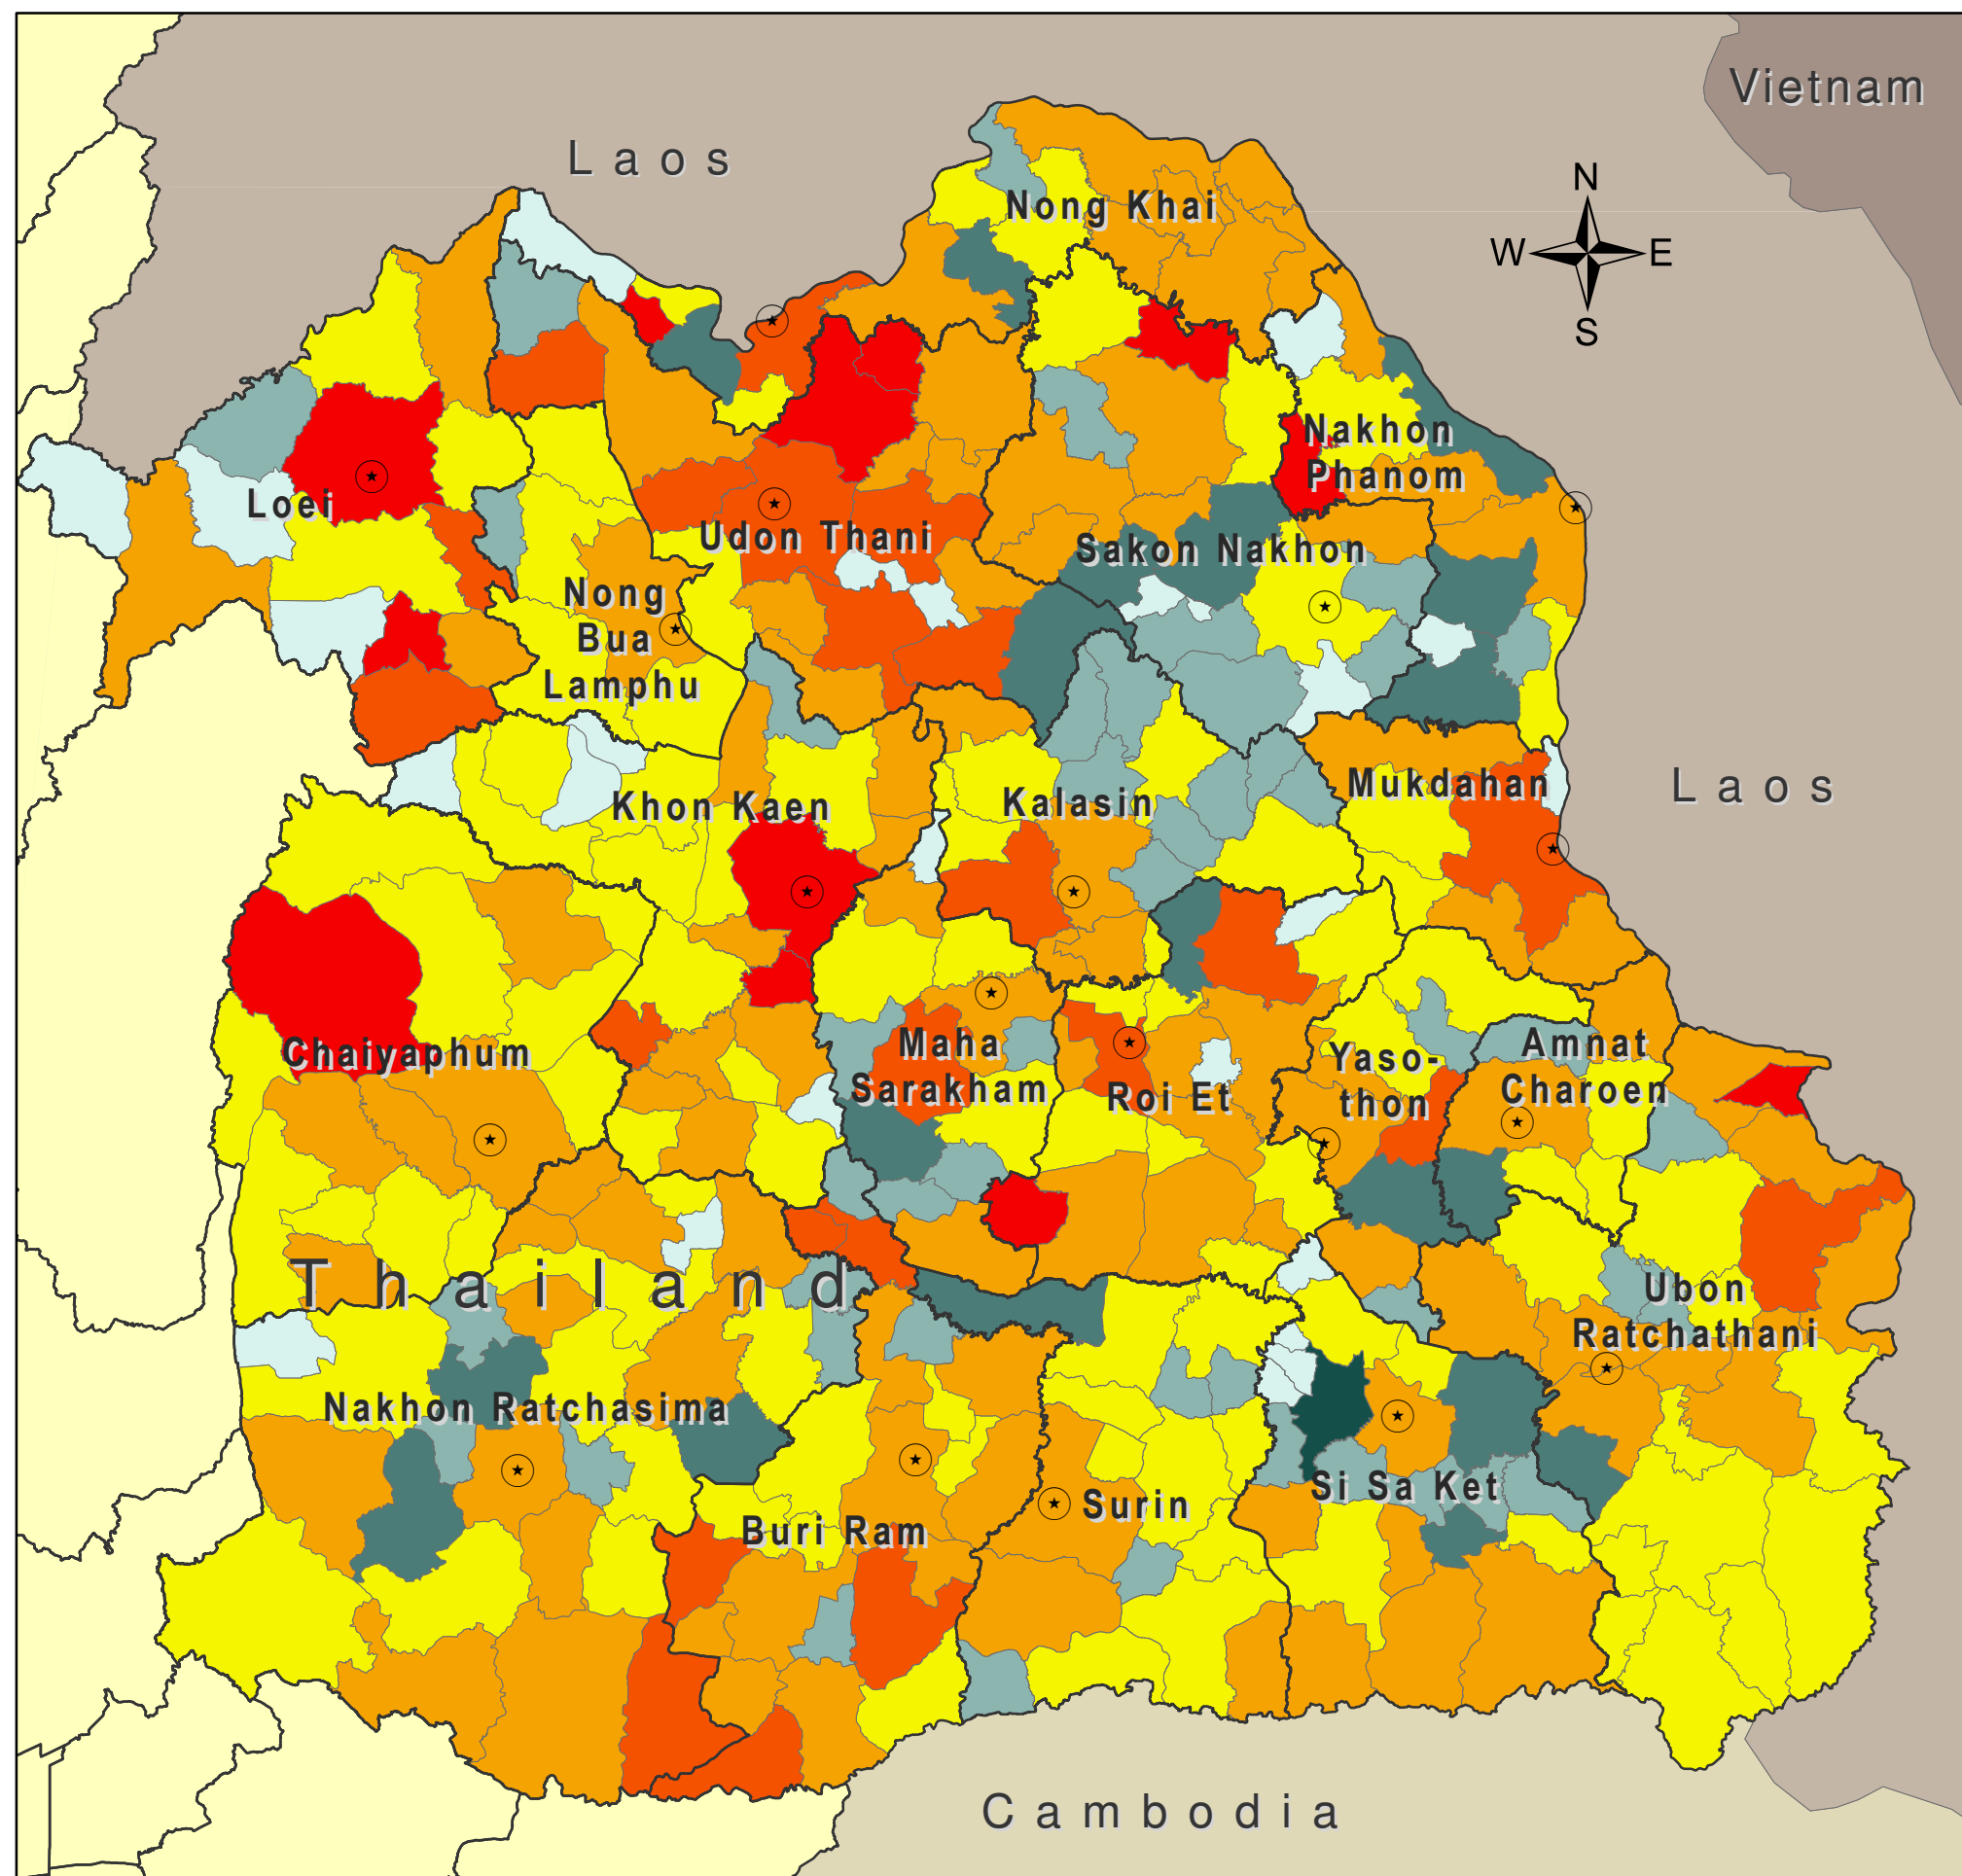 Vietnam
Laos
N
Nong Khai
W E
S
Nakhon
Phanom
Loei
Udon Thani
Sakon Nakhon
Nong
Bua
Lamphu
Mukdahan
Laos
Khon Kaen
Kalasin
Chaiyaphum
Maha
Sarakham
Roi Et
Yaso-
thon
Amnat
Charoen
Thailand
Ubon
Ratchathani
Nakhon Ratchasima
Si Sa Ket
Surin
Buri Ram
Cambodia